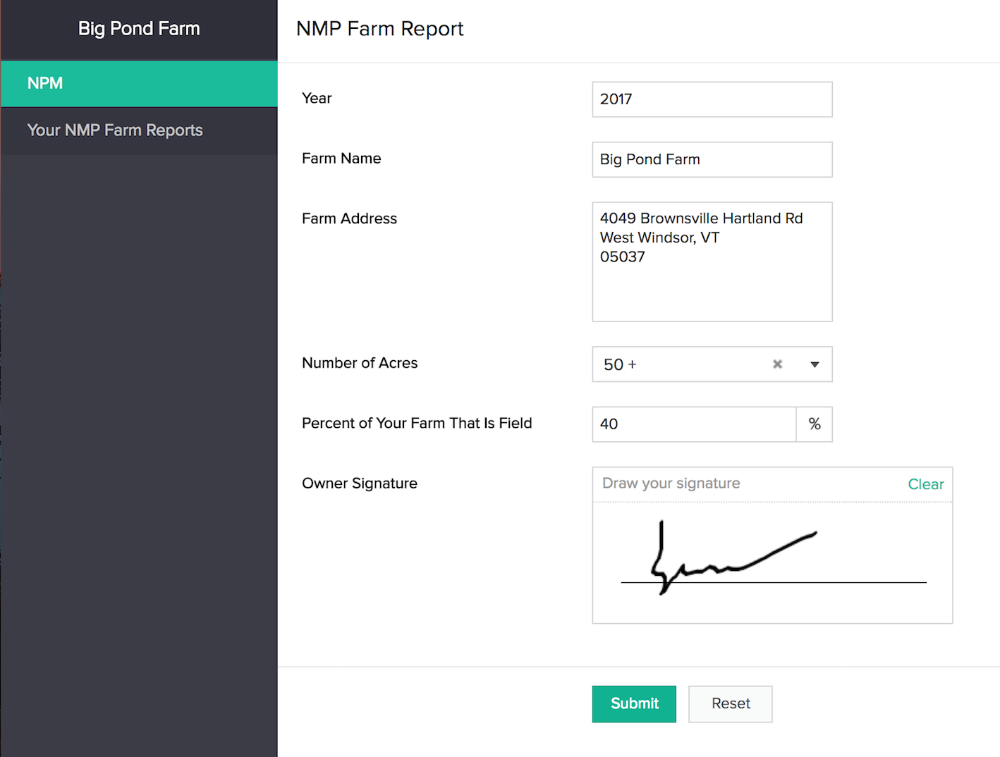 Big Pond Farm
NPM
Your NMP Farm Reports
NMP Farm Report
Year
2017
Farm Name
Big Pond Farm
Farm Address
4049 Brownsville Hartland Rd
West Windsor, VT
05037
Number of Acres
50 +
Percent of Your Farm That Is Field
40
%
Owner Signature
Draw your signature
Clear
Submit
Reset